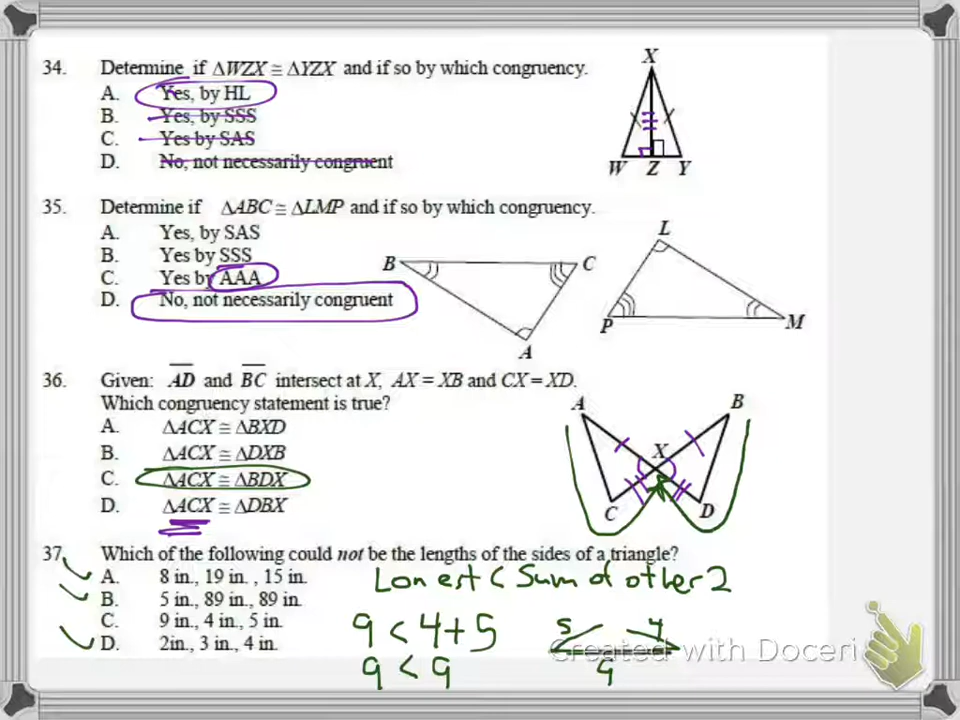 34. Determine if ΔWZX ≅ ΔYZX and if so by which congruency.
A. Yes, by HL
B. Yes, by SSS
C. Yes by SAS
D. No, not necessarily congruent
X
W Z Y
35. Determine if ΔABC ≅ ΔLMP and if so by which congruency.
A. Yes, by SAS
B. Yes by SSS
C. Yes by AAA
D. No, not necessarily congruent
B C
A
L
P M
36. Given: A̅D̅ and B̅C̅ intersect at X, AX = XB and CX = XD.
Which congruency statement is true?
A. ΔACX ≅ ΔBXD
B. ΔACX ≅ ΔDXB
C. ΔACX ≅ ΔBDX
D. ΔACX ≅ ΔDBX
A B
X
C D
37. Which of the following could not be the lengths of the sides of a triangle?
A. 8 in., 19 in. , 15 in.
B. 5 in., 89 in., 89 in.
C. 9 in., 4 in., 5 in.
D. 2in., 3 in., 4 in.
Lonest < Sum of other 2
9 < 4+5
9 < 9
5 4
9
Created with Doceri